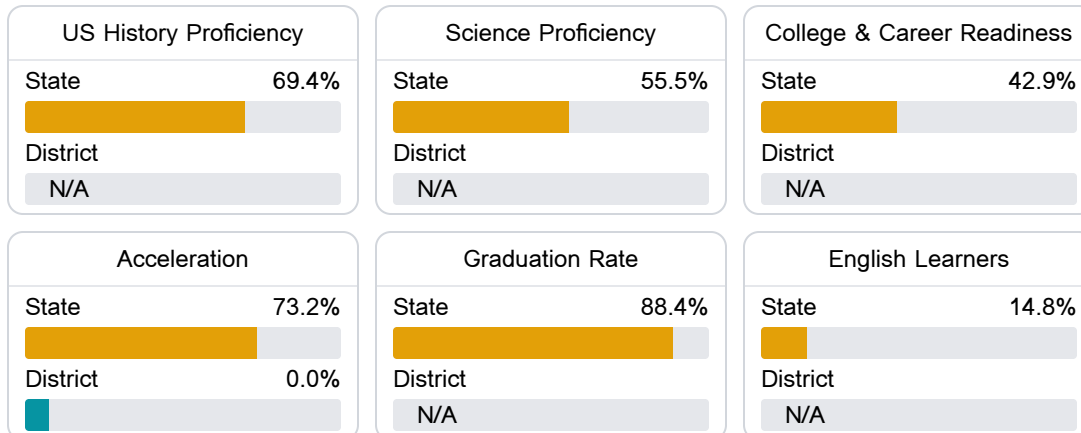 US History Proficiency
State 69.4%
District
N/A
Science Proficiency
State 55.5%
District
N/A
College & Career Readiness
State 42.9%
District
N/A
Acceleration
State 73.2%
District 0.0%
Graduation Rate
State 88.4%
District
N/A
English Learners
State 14.8%
District
N/A